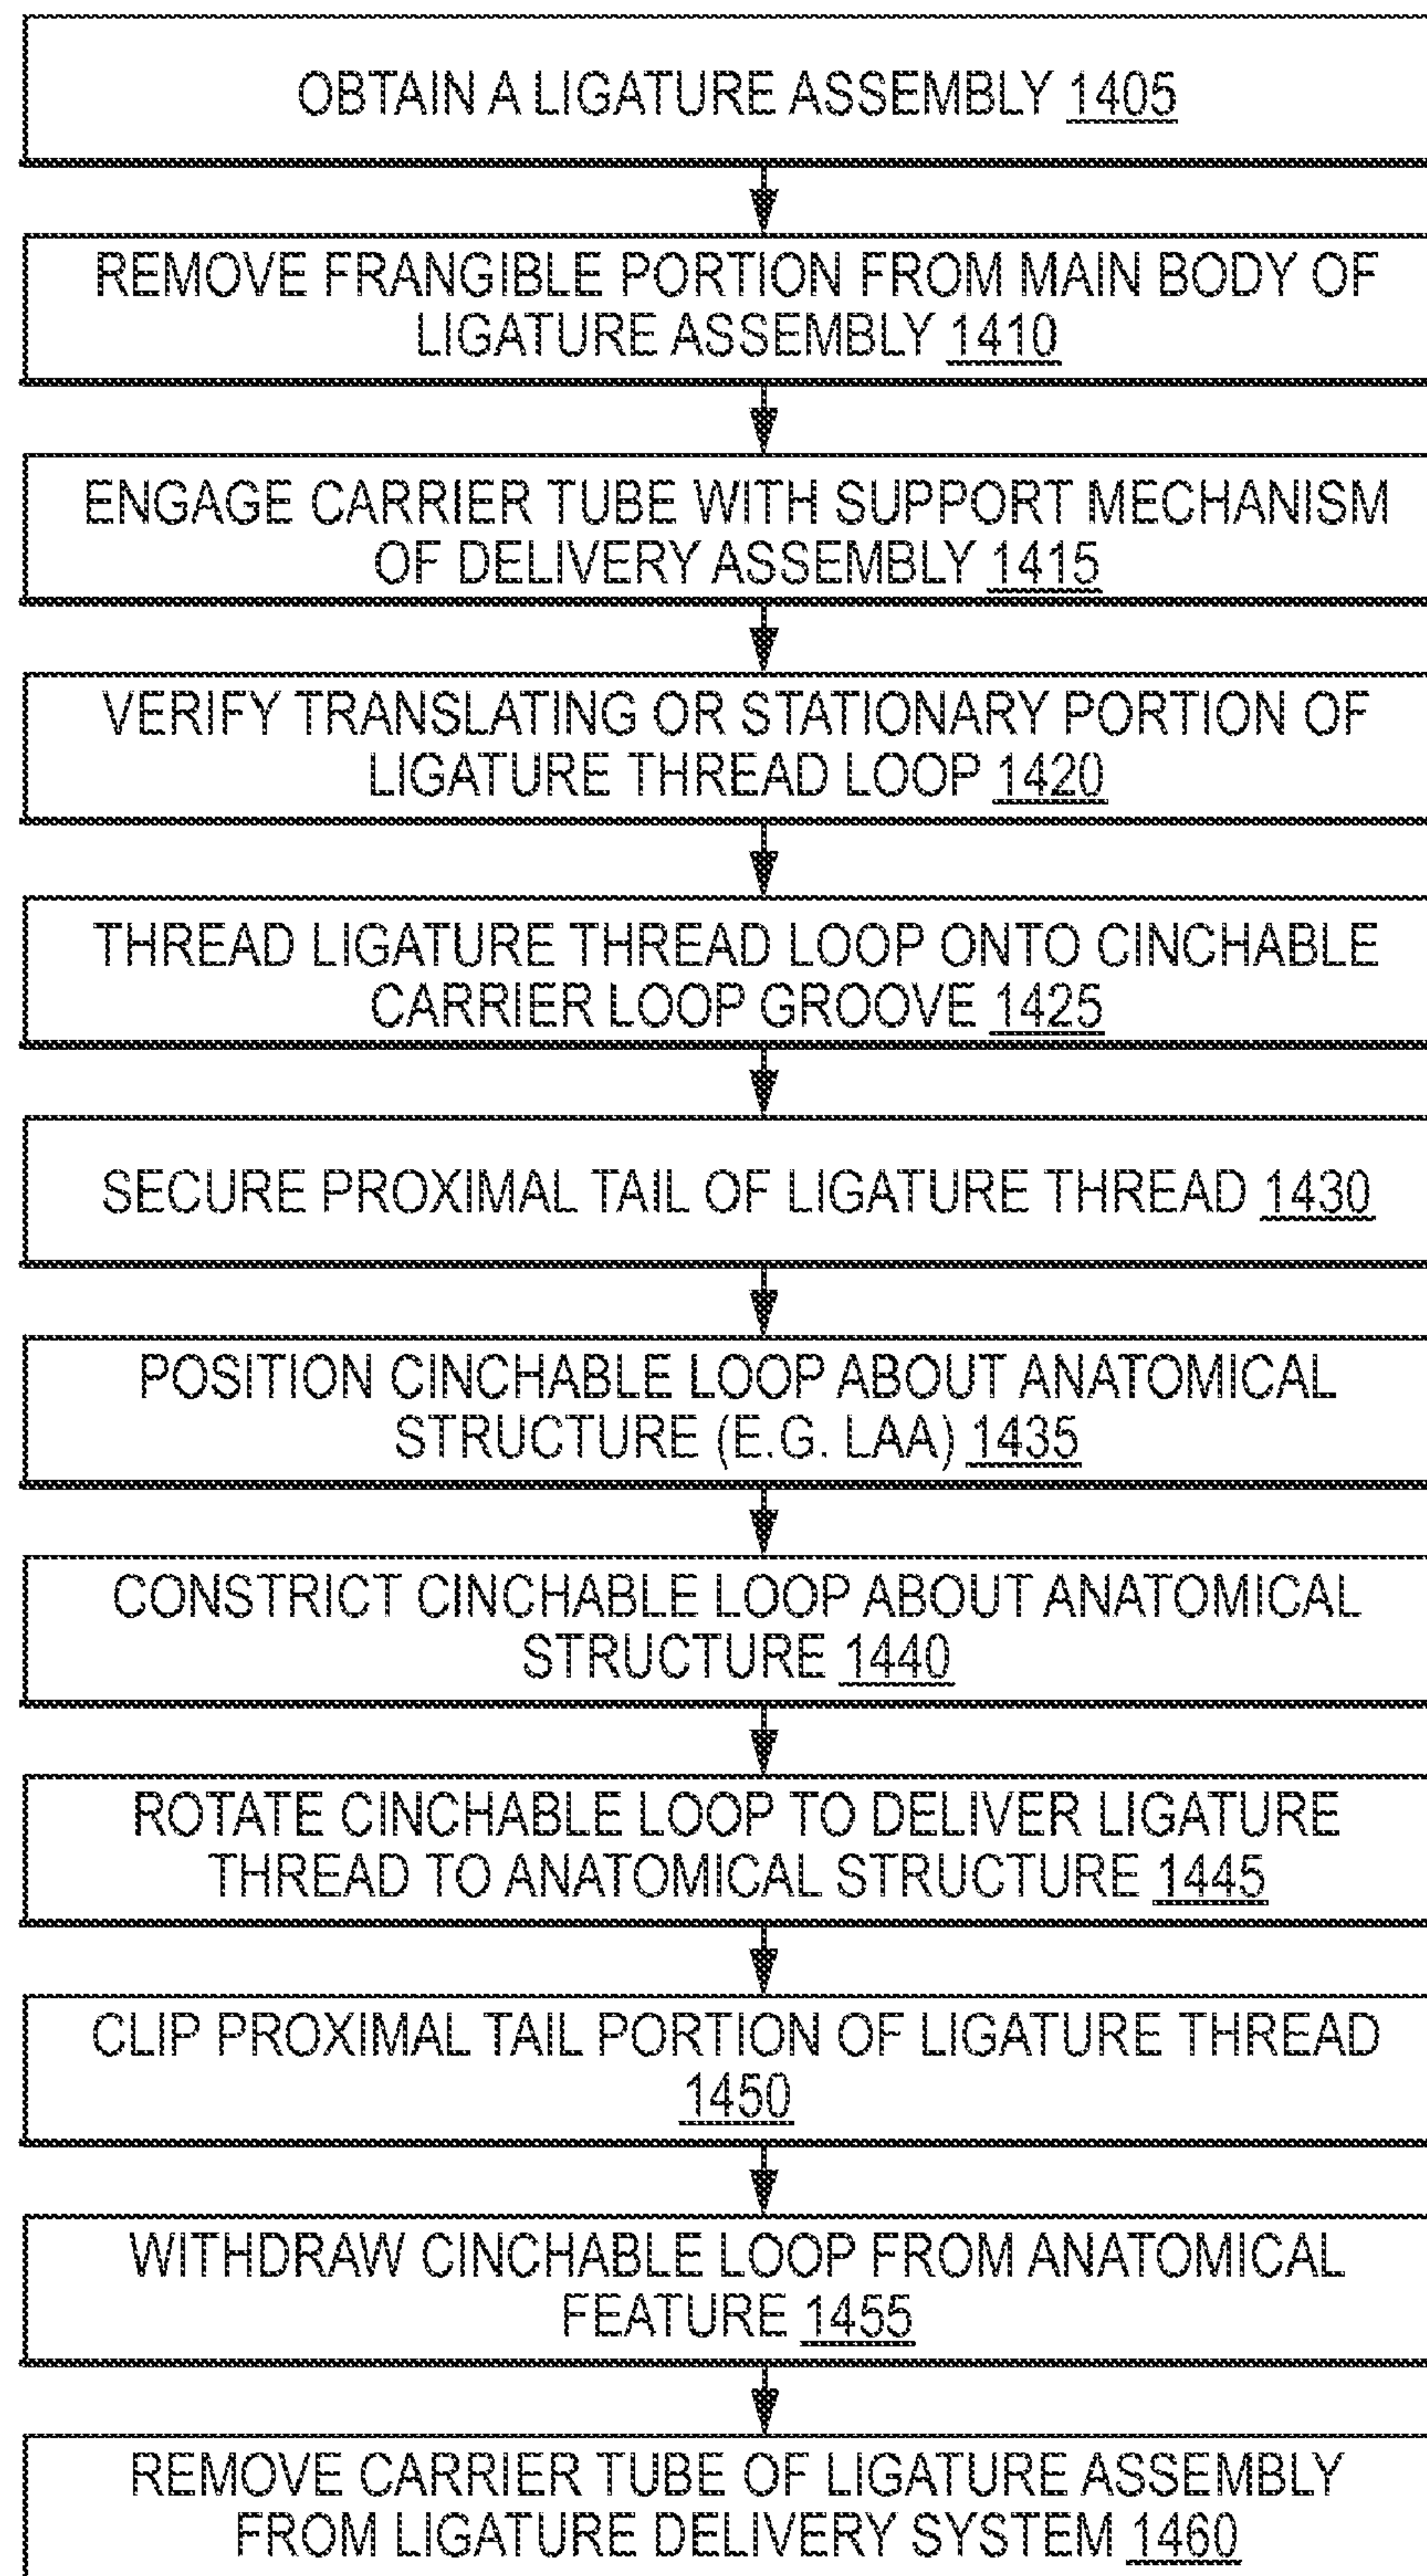 OBTAIN A LIGATURE ASSEMBLY 1405
REMOVE FRANGIBLE PORTION FROM MAIN BODY OF
LIGATURE ASSEMBLY 1410
ENGAGE CARRIER TUBE WITH SUPPORT MECHANISM
OF DELIVERY ASSEMBLY 1415
VERIFY TRANSLATING OR STATIONARY PORTION OF
LIGATURE THREAD LOOP 1420
THREAD LIGATURE THREAD LOOP ONTO CINCHABLE
CARRIER LOOP GROOVE 1425
SECURE PROXIMAL TAIL OF LIGATURE THREAD 1430
POSITION CINCHABLE LOOP ABOUT ANATOMICAL
STRUCTURE (E.G. LAA) 1435
CONSTRICT CINCHABLE LOOP ABOUT ANATOMICAL
STRUCTURE 1440
ROTATE CINCHABLE LOOP TO DELIVER LIGATURE
THREAD TO ANATOMICAL STRUCTURE 1445
CLIP PROXIMAL TAIL PORTION OF LIGATURE THREAD
1450
WITHDRAW CINCHABLE LOOP FROM ANATOMICAL
FEATURE 1455
REMOVE CARRIER TUBE OF LIGATURE ASSEMBLY
FROM LIGATURE DELIVERY SYSTEM 1460